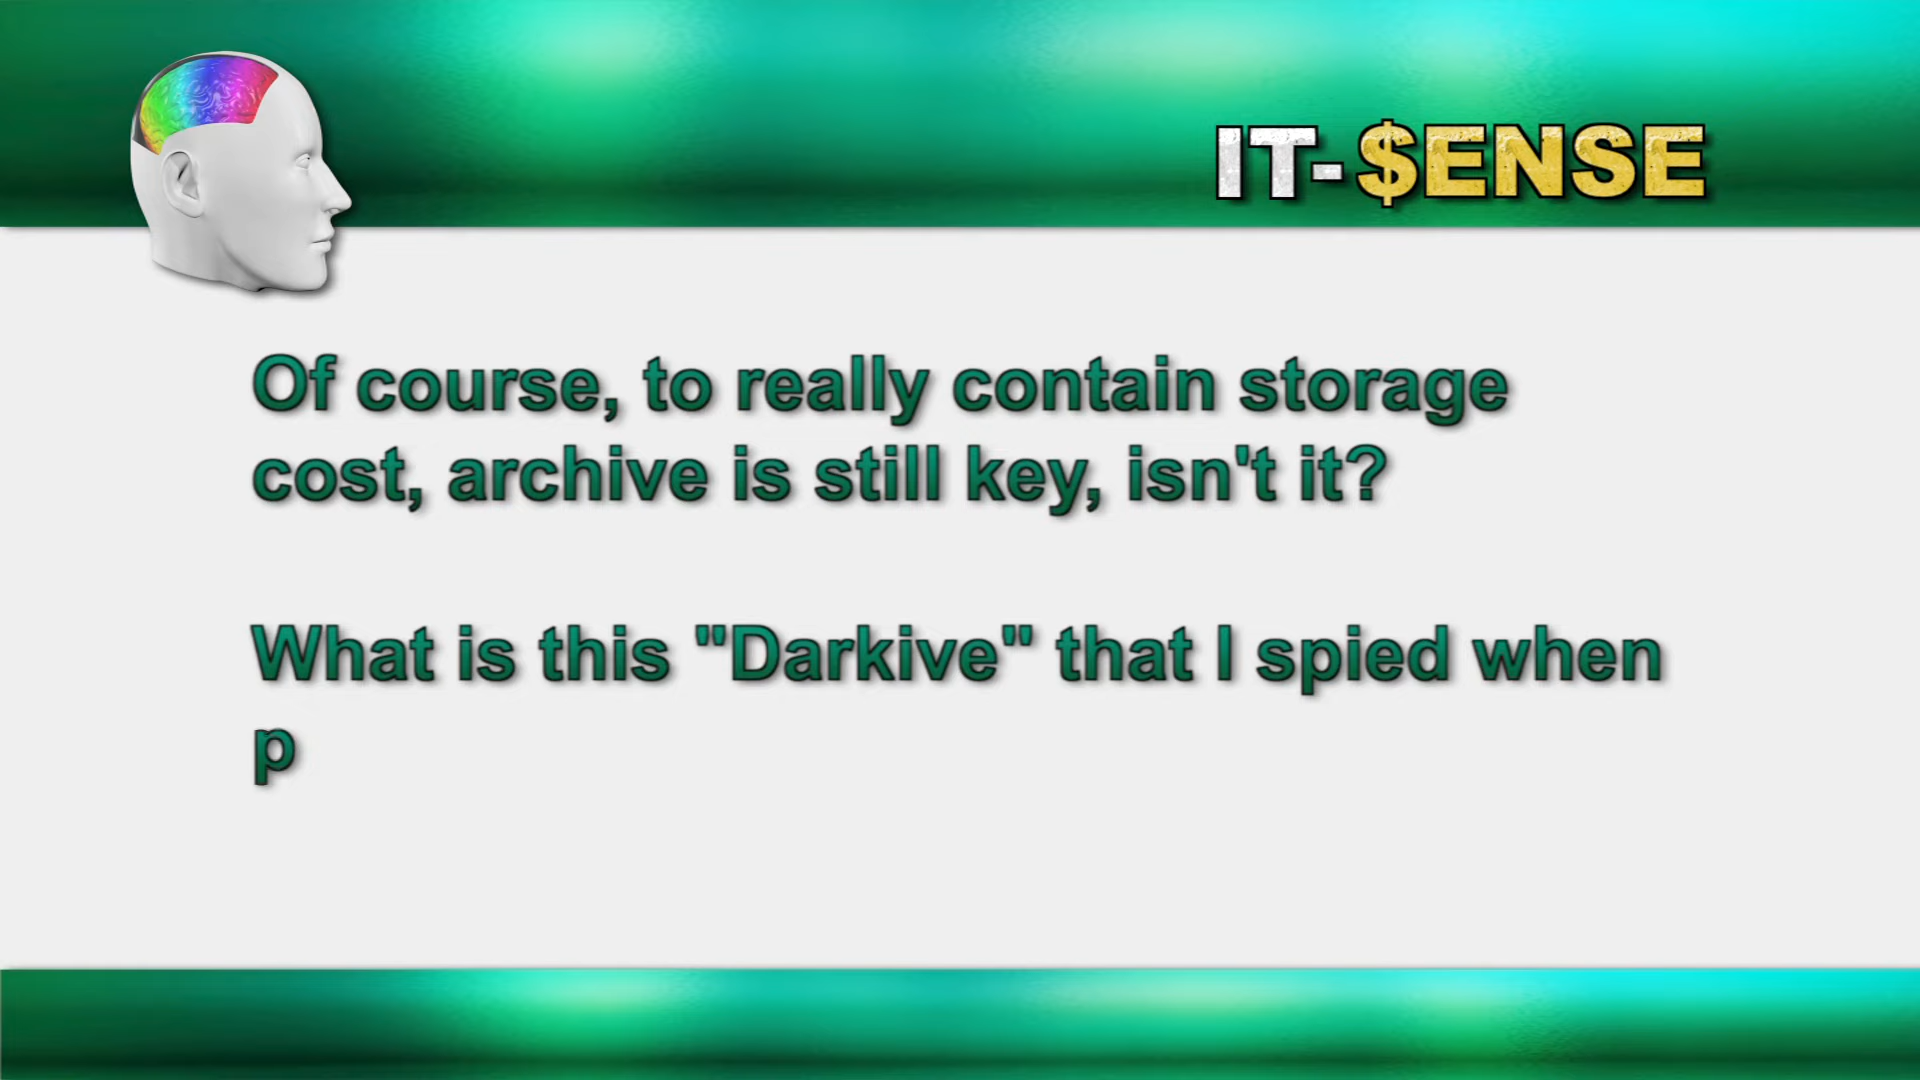 IT-$ENSE
Of course, to really contain storage
cost, archive is still key, isn't it?
What is this "Darkive" that I spied when
p